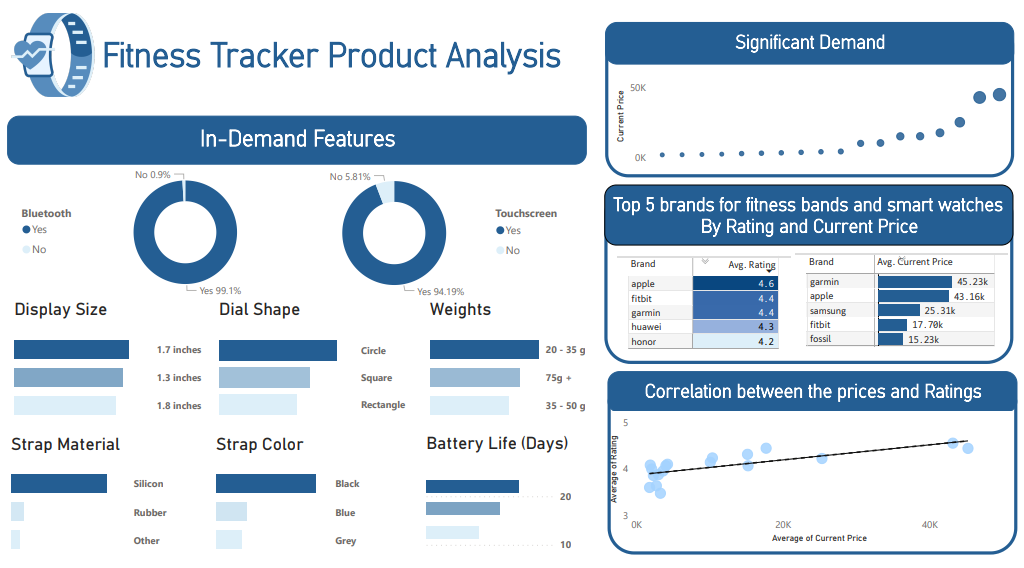 Fitness Tracker Product Analysis
In-Demand Features
Bluetooth
Yes
No
No 0.9%
Yes 99.1%
No 5.81%
Yes 94.19%
Touchscreen
Yes
No
Display Size
1.7 inches
1.3 inches
1.8 inches
Dial Shape
Circle
Square
Rectangle
Weights
20 - 35 g
75g +
35 - 50 g
Strap Material
Silicon
Rubber
Other
Strap Color
Black
Blue
Grey
Battery Life (Days)
20
10
Significant Demand
Current Price
50K
0K
Top 5 brands for fitness bands and smart watches
By Rating and Current Price
Brand Avg. Rating
apple 4.6
fitbit 4.4
garmin 4.4
huawei 4.3
honor 4.2
Brand Avg. Current Price
garmin 45.23k
apple 43.16k
samsung 25.31k
fitbit 17.70k
fossil 15.23k
Correlation between the prices and Ratings
Average of Rating
5
4
3
0K 20K 40K
Average of Current Price